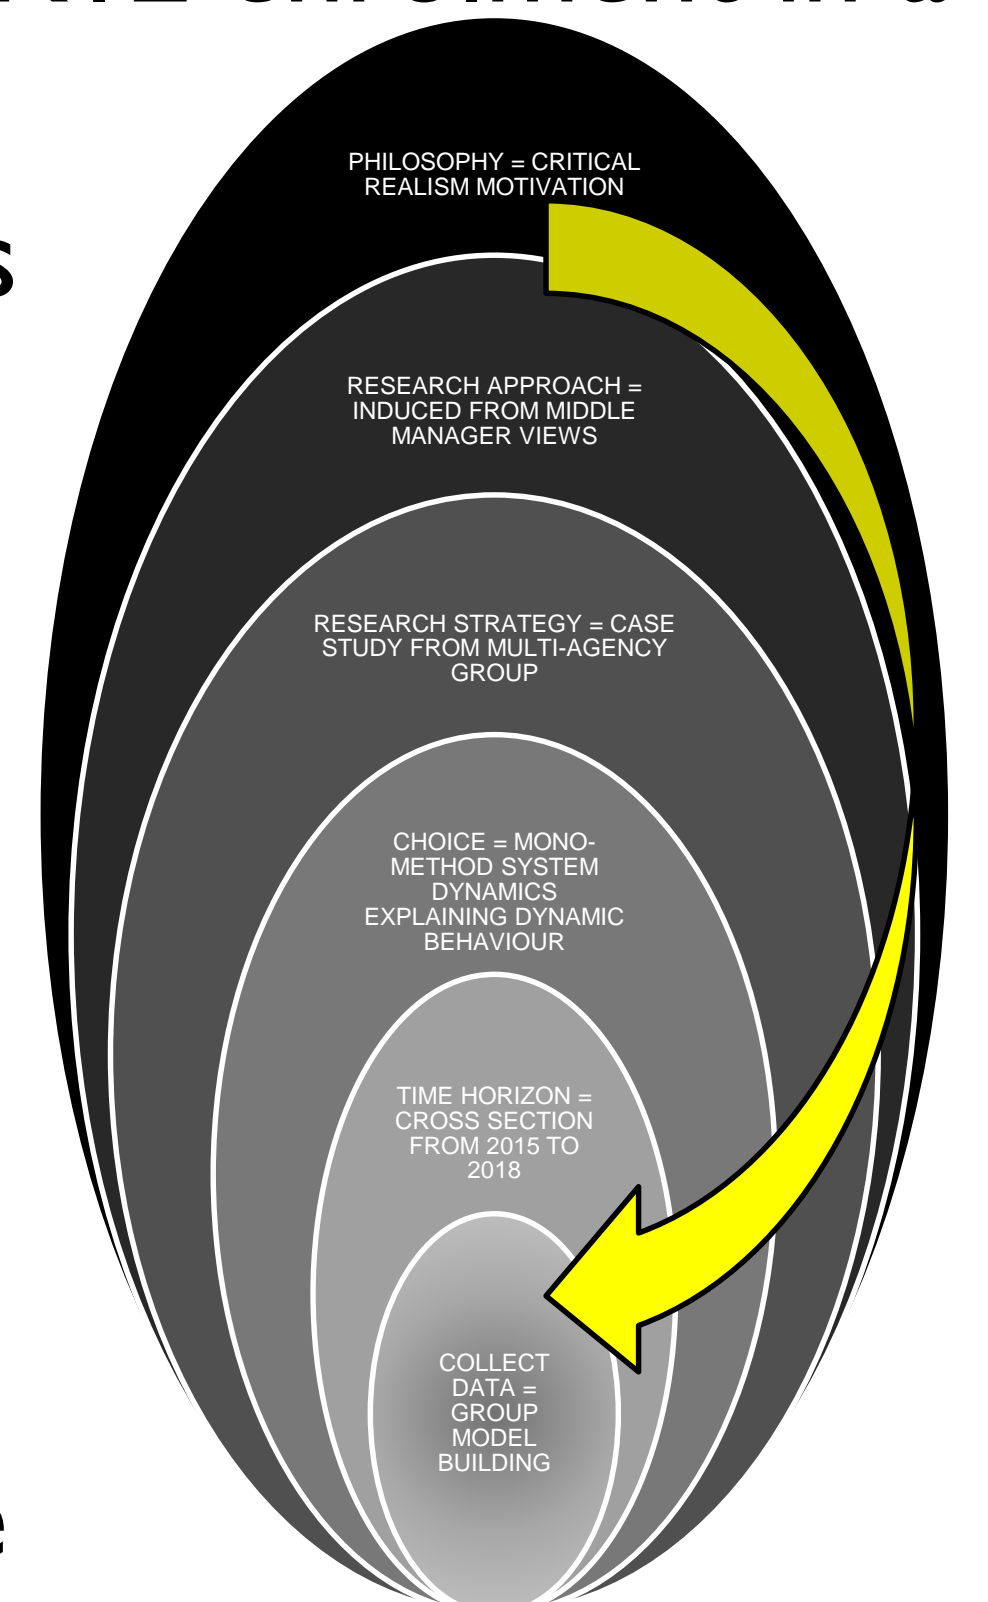 PHILOSOPHY = CRITICAL
REALISM MOTIVATION
RESEARCH APPROACH =
INDUCED FROM MIDDLE
MANAGER VIEWS
RESEARCH STRATEGY = CASE
STUDY FROM MULTI-AGENCY
GROUP
CHOICE = MONO-
METHOD SYSTEM
DYNAMICS
EXPLAINING DYNAMIC
BEHAVIOUR
TIME HORIZON =
CROSS SECTION
FROM 2015 TO
2018
COLLECT
DATA =
GROUP
MODEL
BUILDING